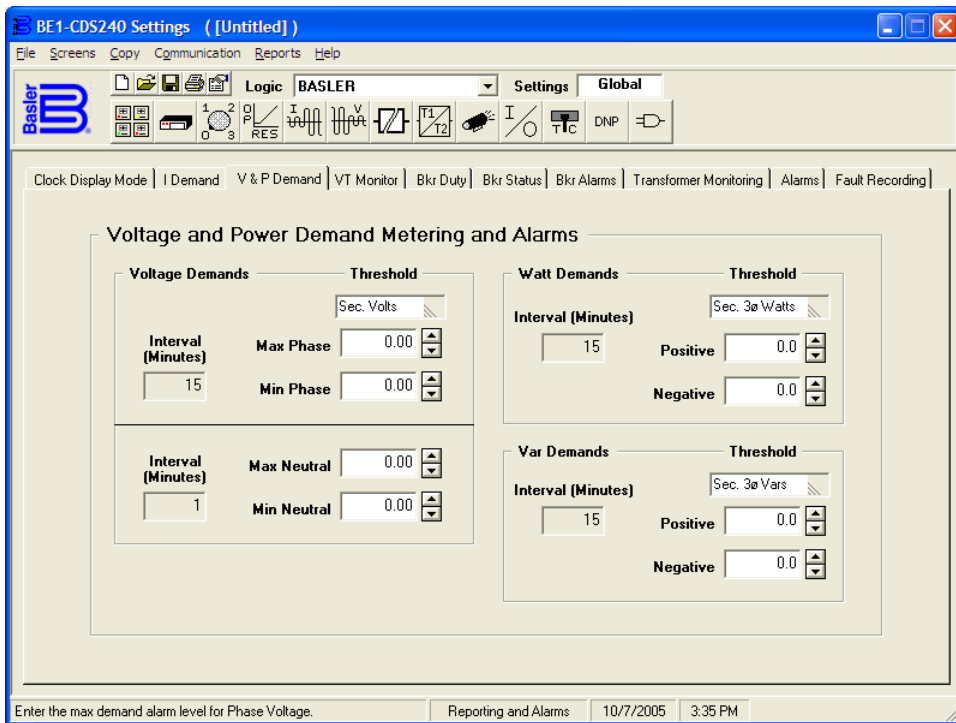 BE1-CDS240 Settings ( [Untitled] )
File Screens Copy Communication Reports Help
Basler
Logic BASLER Settings Global
1 2 0 3 O P RES I V T1 T2 I O T C DNP
Clock Display Mode I Demand V & P Demand VT Monitor Bkr Duty Bkr Status Bkr Alarms Transformer Monitoring Alarms Fault Recording
Voltage and Power Demand Metering and Alarms
Voltage Demands Threshold
Sec. Volts
Interval (Minutes) Max Phase 0.00
15 Min Phase 0.00
Interval (Minutes) Max Neutral 0.00
1 Min Neutral 0.00
Watt Demands Threshold
Sec. 3ø Watts
Interval (Minutes)
15 Positive 0.0
Negative 0.0
Var Demands Threshold
Sec. 3ø Vars
Interval (Minutes)
15 Positive 0.0
Negative 0.0
Enter the max demand alarm level for Phase Voltage. Reporting and Alarms 10/7/2005 3:35 PM